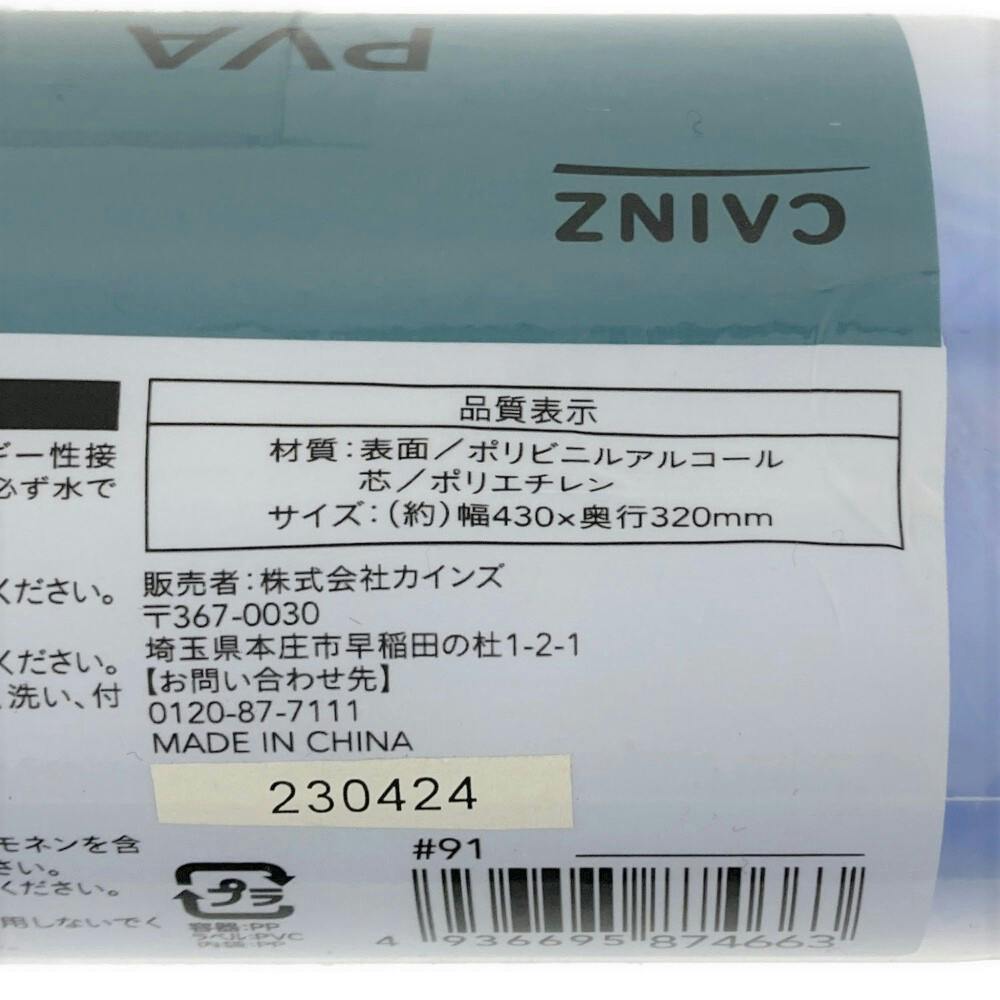 PVA
CAINZ
品質表示
材質：表面／ポリビニルアルコール
芯／ポリエチレン
サイズ：（約）幅430×奥行320mm
ギー性接
必ず水で
ください。
ください。
洗い、付
販売者：株式会社カインズ
〒367-0030
埼玉県本庄市早稲田の杜1-2-1
【お問い合わせ先】
0120-87-7111
MADE IN CHINA
230424
モネンを含
さい。
ください。
用しないでく
#91
プラ
容器:PP
ラベル:PVC
内袋:PP
4 936695 874663